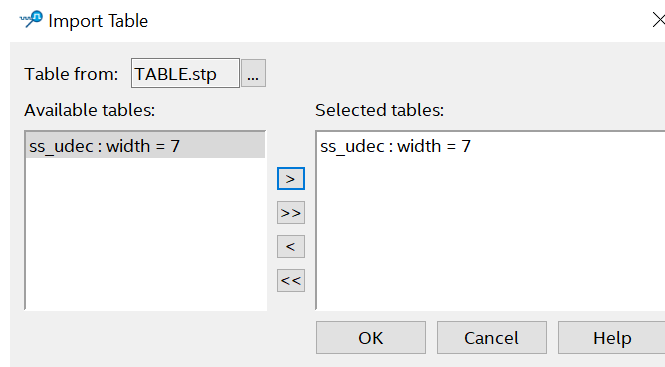 Import Table
Table from: TABLE.stp ...
Available tables:
ss_udec : width = 7
Selected tables:
ss_udec : width = 7
>
>>
<
<<
OK Cancel Help